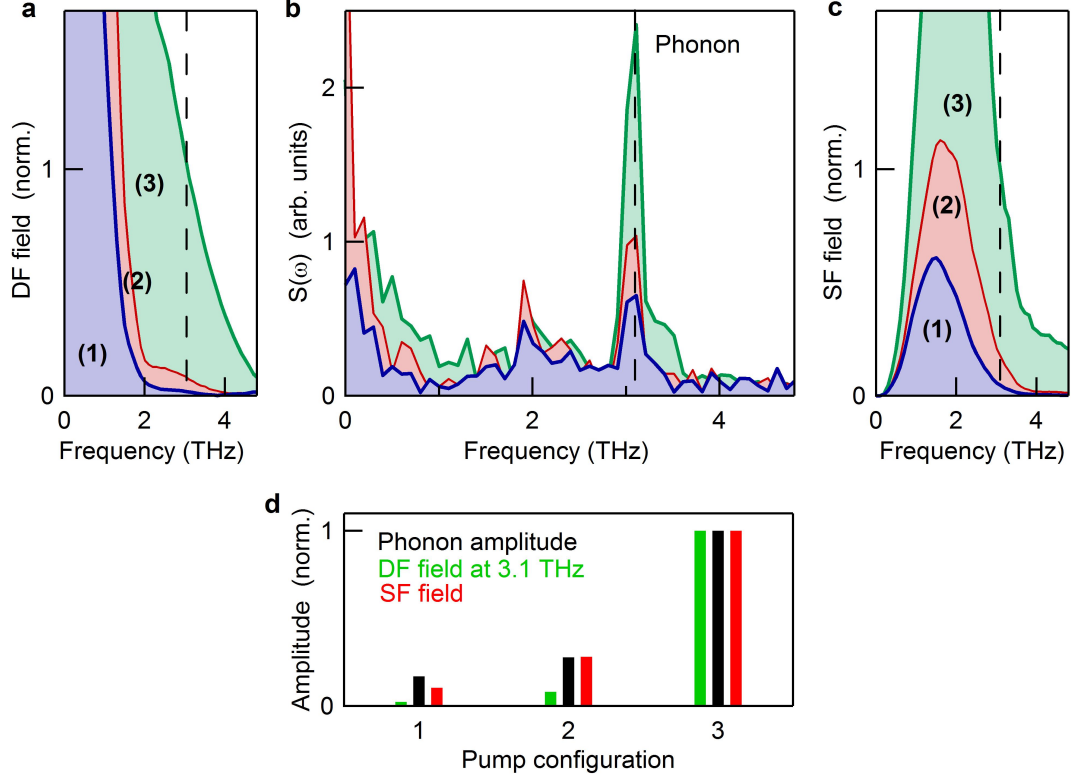 a
DF field (norm.)
1
0
(1)
(2)
(3)
0
2
4
Frequency (THz)
b
S(ω) (arb. units)
2
1
0
Phonon
0
2
4
Frequency (THz)
c
SF field (norm.)
1
0
(3)
(2)
(1)
0
2
4
Frequency (THz)
d
Amplitude (norm.)
1
0
Phonon amplitude
DF field at 3.1 THz
SF field
1
2
3
Pump configuration